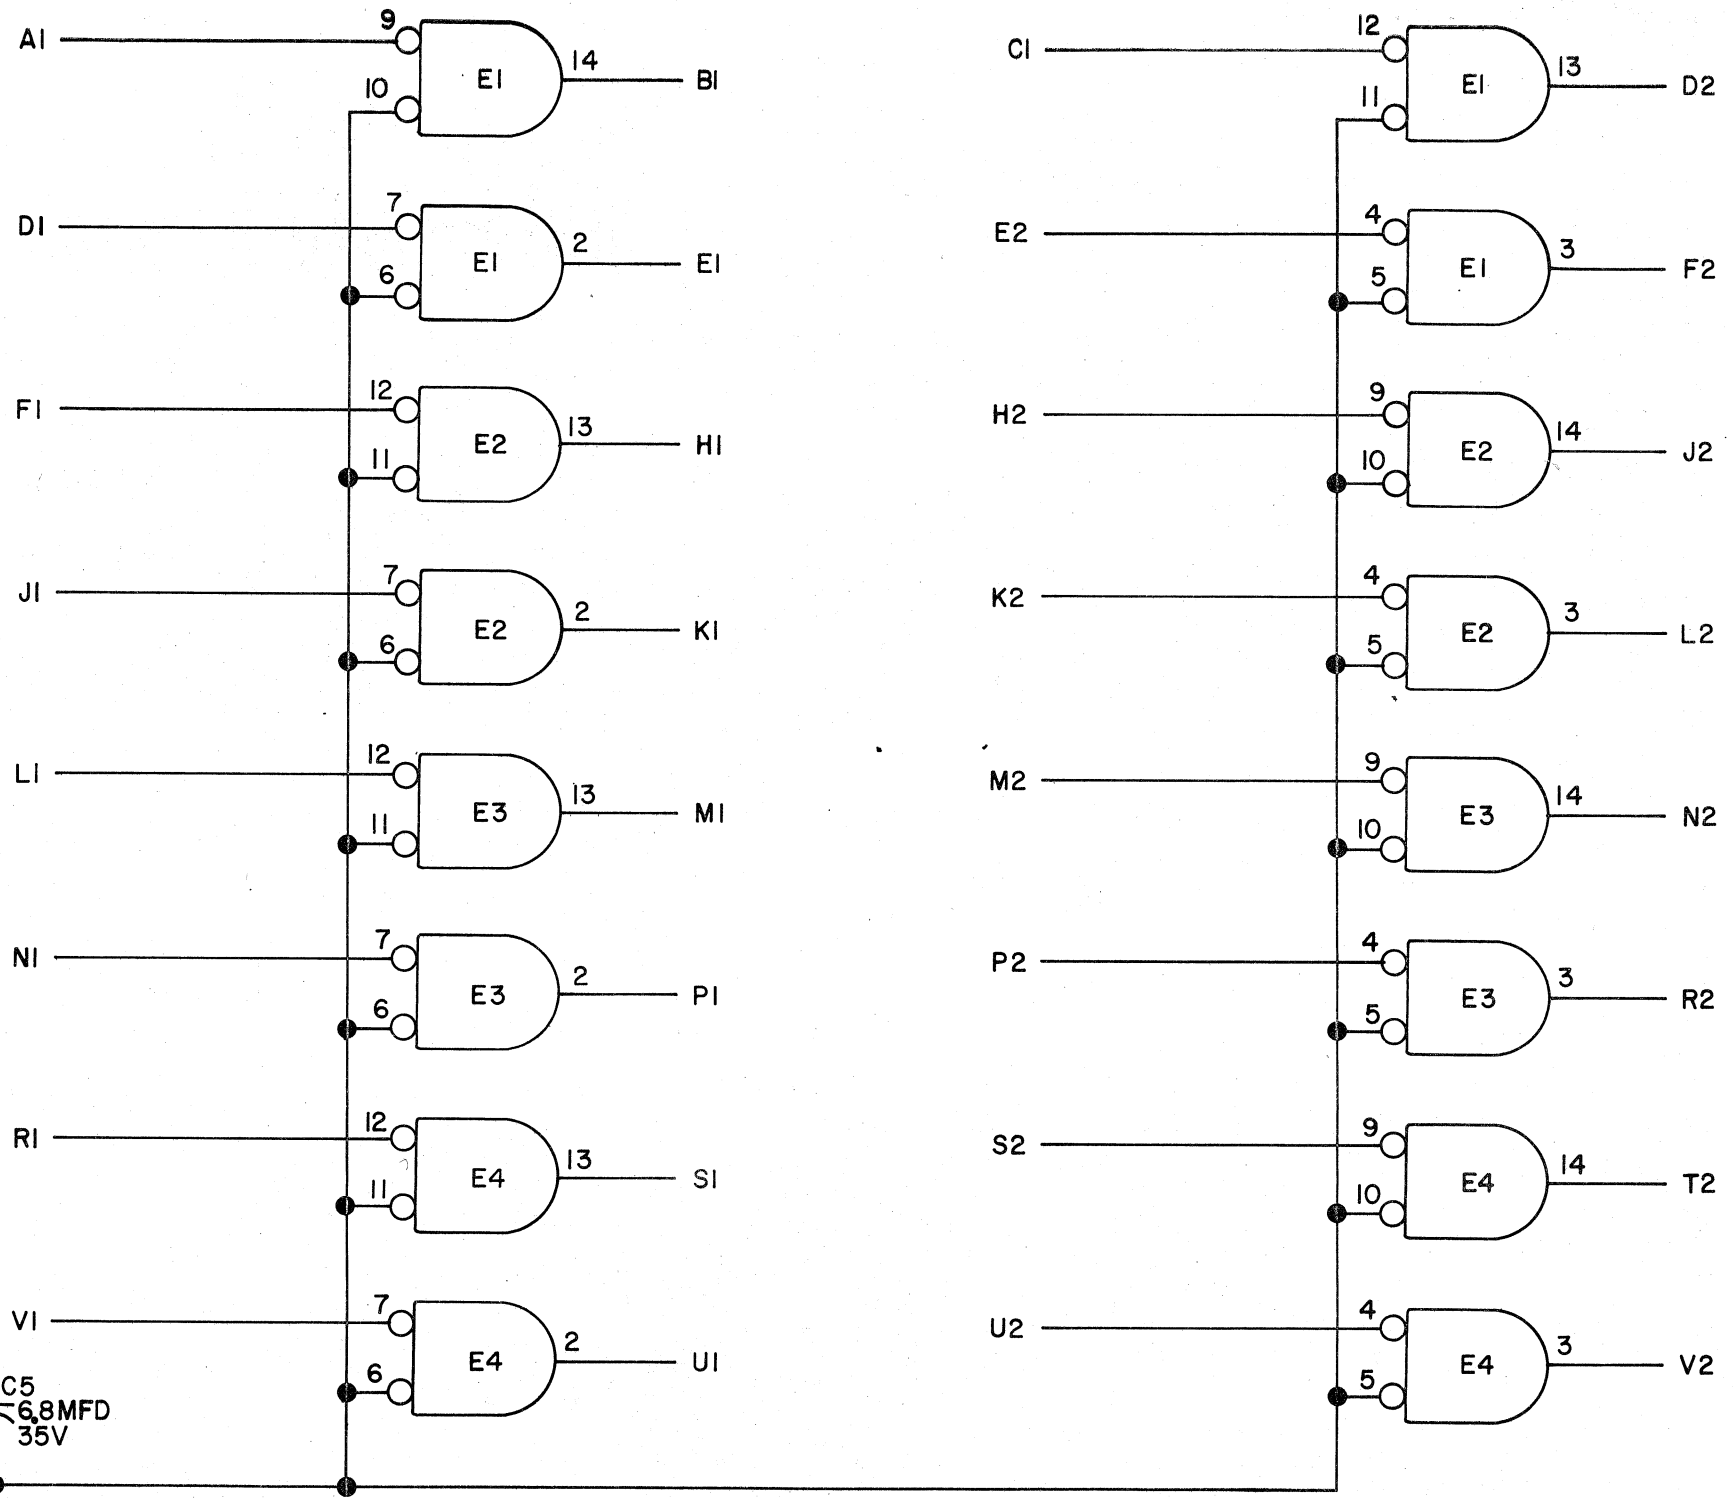 A1 9 10 E1 14 B1
D1 7 6 E1 2 E1
F1 12 11 E2 13 H1
J1 7 6 E2 2 K1
L1 12 11 E3 13 M1
N1 7 6 E3 2 P1
R1 12 11 E4 13 S1
V1 7 6 E4 2 U1
C5
6.8MFD
35V
C1 12 11 E1 13 D2
E2 4 5 E1 3 F2
H2 9 10 E2 14 J2
K2 4 5 E2 3 L2
M2 9 10 E3 14 N2
P2 4 5 E3 3 R2
S2 9 10 E4 14 T2
U2 4 5 E4 3 V2